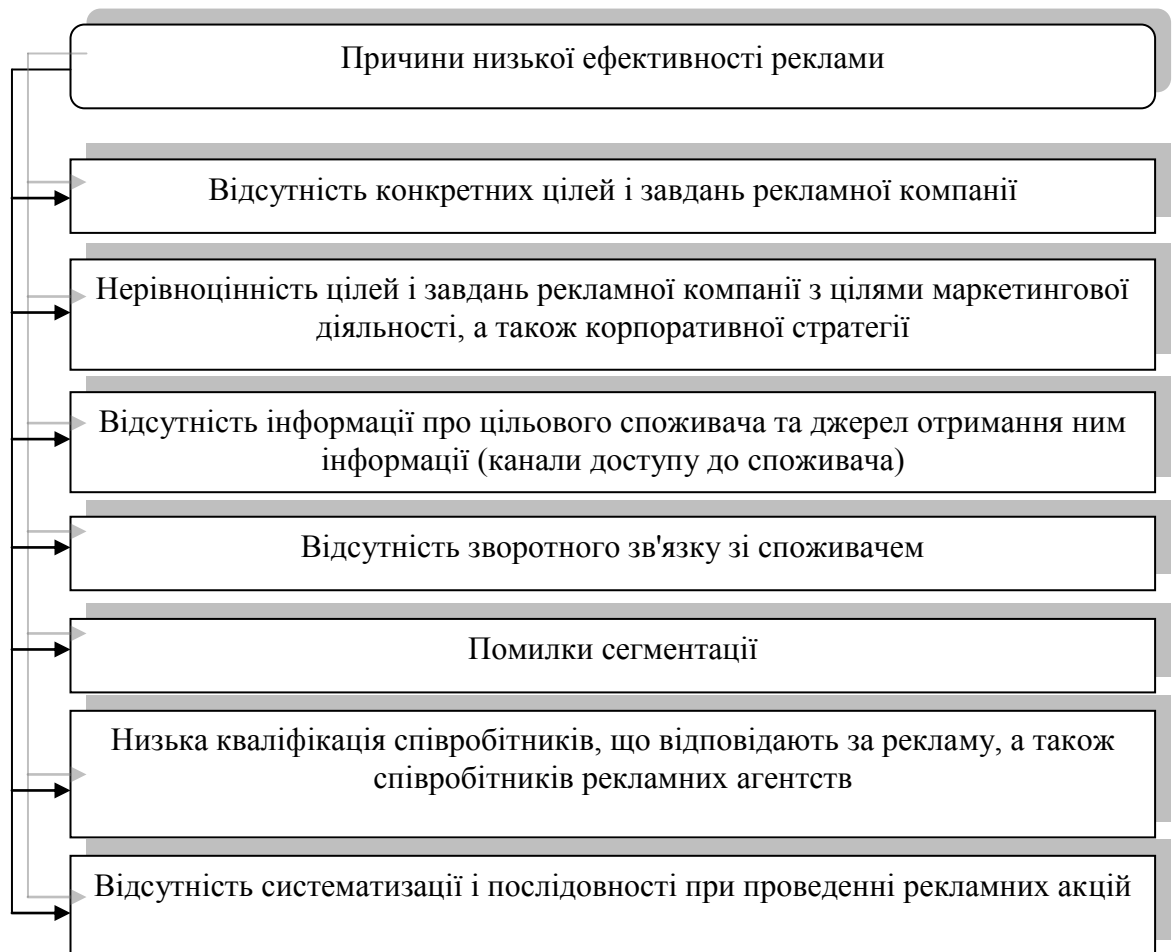 Причини низької ефективності реклами
Відсутність конкретних цілей і завдань рекламної компанії
Нерівноцінність цілей і завдань рекламної компанії з цілями маркетингової
діяльності, а також корпоративної стратегії
Відсутність інформації про цільового споживача та джерел отримання ним
інформації (канали доступу до споживача)
Відсутність зворотного зв'язку зі споживачем
Помилки сегментації
Низька кваліфікація співробітників, що відповідають за рекламу, а також
співробітників рекламних агентств
Відсутність систематизації і послідовності при проведенні рекламних акцій